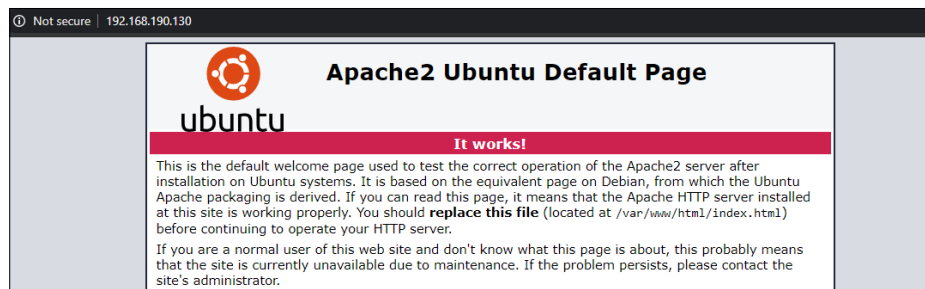 Not secure 192.168.190.130
Apache2 Ubuntu Default Page
ubuntu
It works!
This is the default welcome page used to test the correct operation of the Apache2 server after
installation on Ubuntu systems. It is based on the equivalent page on Debian, from which the Ubuntu
Apache packaging is derived. If you can read this page, it means that the Apache HTTP server installed
at this site is working properly. You should replace this file (located at /var/www/html/index.html)
before continuing to operate your HTTP server.
If you are a normal user of this web site and don't know what this page is about, this probably means
that the site is currently unavailable due to maintenance. If the problem persists, please contact the
site's administrator.